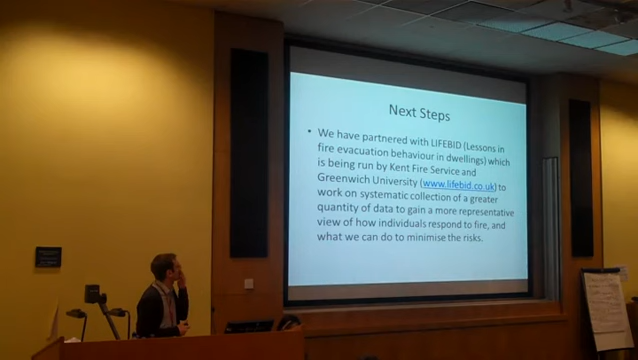 Next Steps
• We have partnered with LIFEBID (Lessons in
fire evacuation behaviour in dwellings) which
is being run by Kent Fire Service and
Greenwich University (www.lifebid.co.uk) to
work on systematic collection of a greater
quantity of data to gain a more representative
view of how individuals respond to fire, and
what we can do to minimise the risks.